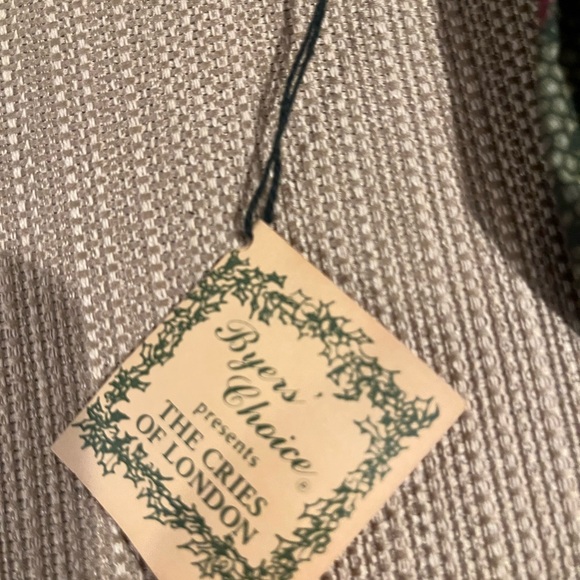 Byers'
Choice®
presents
THE CRIES
OF LONDON